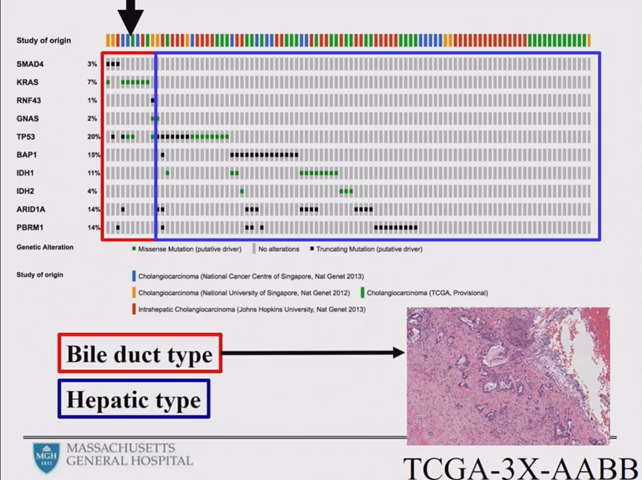 Study of origin
SMAD4 3%
KRAS 7%
RNF43 1%
GNAS 2%
TP53 20%
BAP1 15%
IDH1 11%
IDH2 4%
ARID1A 14%
PBRM1 14%
Genetic Alteration Missense Mutation (putative driver) No alterations Truncating Mutation (putative driver)
Study of origin Cholangiocarcinoma (National Cancer Centre of Singapore, Nat Genet 2013)
Cholangiocarcinoma (National University of Singapore, Nat Genet 2012) Cholangiocarcinoma (TCGA, Provisional)
Intrahepatic Cholangiocarcinoma (Johns Hopkins University, Nat Genet 2013)
Bile duct type
Hepatic type
MGH
1811
MASSACHUSETTS
GENERAL HOSPITAL
TCGA-3X-AABB